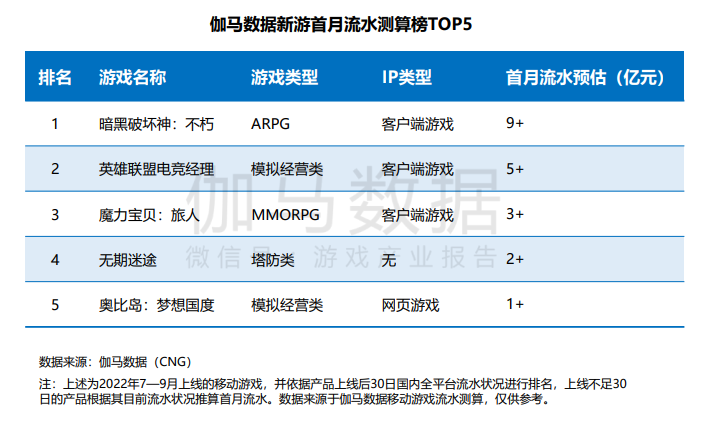 伽马数据新游首月流水测算榜TOP5
排名 游戏名称 游戏类型 IP类型 首月流水预估（亿元）
1 暗黑破坏神：不朽 ARPG 客户端游戏 9+
2 英雄联盟电竞经理 模拟经营类 客户端游戏 5+
3 魔力宝贝：旅人 MMORPG 客户端游戏 3+
4 无期迷途 塔防类 无 2+
5 奥比岛：梦想国度 模拟经营类 网页游戏 1+
伽马数据
微信号 游戏产业报告
数据来源：伽马数据（CNG）
注：上述为2022年7—9月上线的移动游戏，并依据产品上线后30日国内全平台流水状况进行排名，上线不足30
日的产品根据其目前流水状况推算首月流水。数据来源于伽马数据移动游戏流水测算，仅供参考。